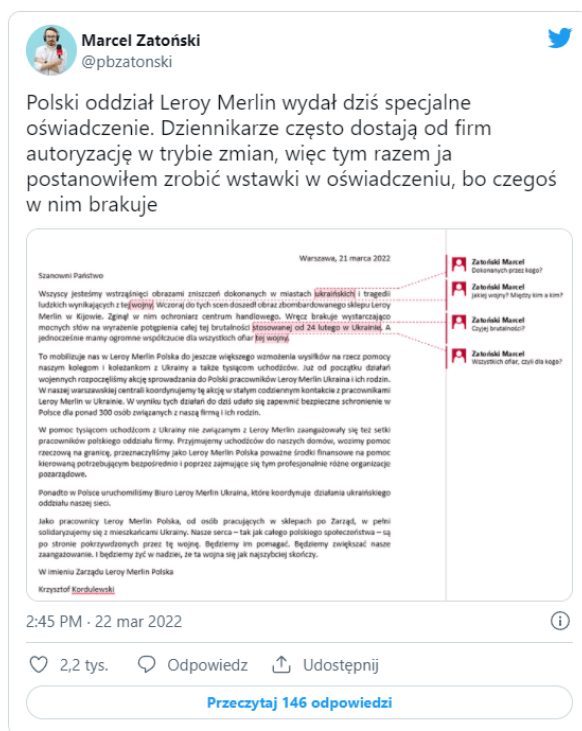 Marcel Zatoński
@pbzatonski
Polski oddział Leroy Merlin wydał dziś specjalne
oświadczenie. Dziennikarze często dostają od firm
autoryzację w trybie zmian, więc tym razem ja
postanowiłem zrobić wstawki w oświadczeniu, bo czegoś
w nim brakuje
Warszawa, 21 marca 2022
Szanowni Państwo
Wszyscy jesteśmy wstrząśnięci obrazami zniszczeń dokonanych w miastach ukraińskich i tragedii
ludzkich wynikających z tej wojny. Wczoraj do tych scen doszedł obraz zbombardowanego sklepu Leroy
Merlin w Kijowie. Zginął w nim ochroniarz centrum handlowego. Wręcz brakuje wystarczająco
mocnych słów na wyrażenie potępienia całej tej brutalności stosowanej od 24 lutego w Ukrainie. A
jednocześnie mamy ogromne współczucie dla wszystkich ofiar tej wojny.
Zatoński Marcel
Dokonanych przez kogo?
Zatoński Marcel
Jakiej wojny? Między kim a kim?
Zatoński Marcel
Czyjej brutalności?
Zatoński Marcel
Wszystkich ofiar, czyli dla kogo?
To mobilizuje nas w Leroy Merlin Polska do jeszcze większego wzmożenia wysiłków na rzecz pomocy
naszym kolegom i koleżankom z Ukrainy a także tysiącom uchodźców. Już od początku działań
wojennych rozpoczęliśmy akcję sprowadzania do Polski pracowników Leroy Merlin Ukraina i ich rodzin.
W naszej warszawskiej centrali koordynujemy tę akcję w stałym codziennym kontakcie z pracownikami
Leroy Merlin w Ukrainie. W wyniku tych działań do dziś udało się zapewnić bezpieczne schronienie w
Polsce dla ponad 300 osób związanych z naszą firmą i ich rodzin.
W pomoc tysiącom uchodźcom z Ukrainy nie związanym z Leroy Merlin zaangażowały się też setki
pracowników polskiego oddziału firmy. Przyjmujemy uchodźców do naszych domów, wozimy pomoc
rzeczową na granicę, przeznaczyliśmy jako Leroy Merlin Polska poważne środki finansowe na pomoc
kierowaną potrzebującym bezpośrednio i poprzez zajmujące się tym profesjonalnie różne organizacje
pozarządowe.
Ponadto w Polsce uruchomiliśmy Biuro Leroy Merlin Ukraina, które koordynuje działania ukraińskiego
oddziału naszej sieci.
Jako pracownicy Leroy Merlin Polska, od osób pracujących w sklepach po Zarząd, w pełni
solidaryzujemy się z mieszkańcami Ukrainy. Nasze serca – tak jak całego polskiego społeczeństwa – są
po stronie pokrzywdzonych przez tę wojnę. Będziemy im pomagać. Będziemy zwiększać nasze
zaangażowanie. I będziemy żyć w nadziei, że ta wojna się jak najszybciej skończy.
W imieniu Zarządu Leroy Merlin Polska
Krzysztof Kordulewski
2:45 PM · 22 mar 2022
2,2 tys. Odpowiedz Udostępnij
Przeczytaj 146 odpowiedzi